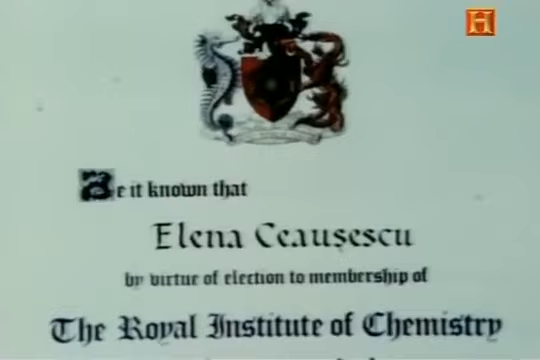 H
Be it known that
Elena Ceaușescu
by virtue of election to membership of
The Royal Institute of Chemistry